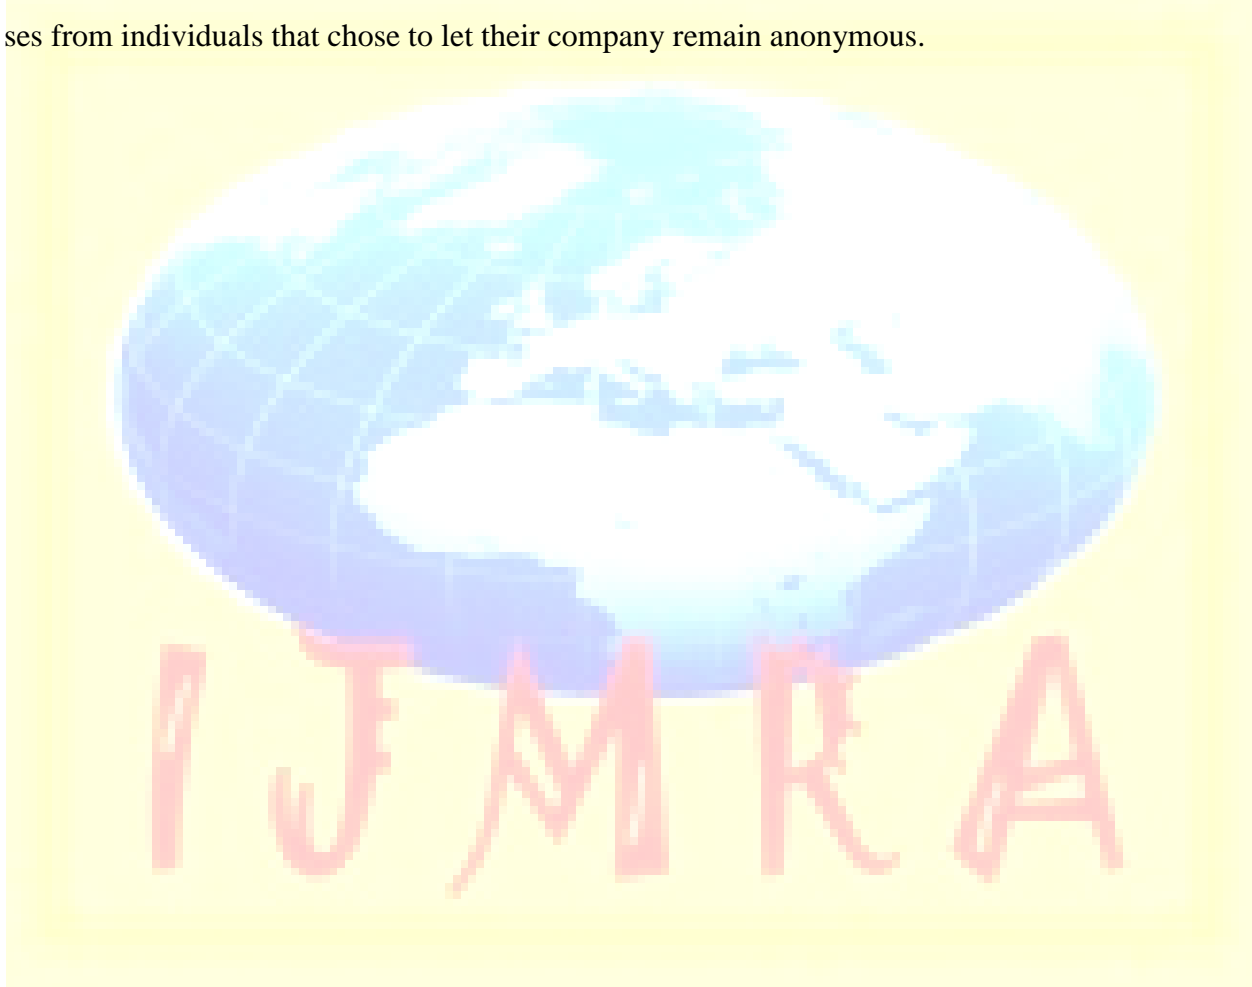 ses from individuals that chose to let their company remain anonymous.
IJMRA